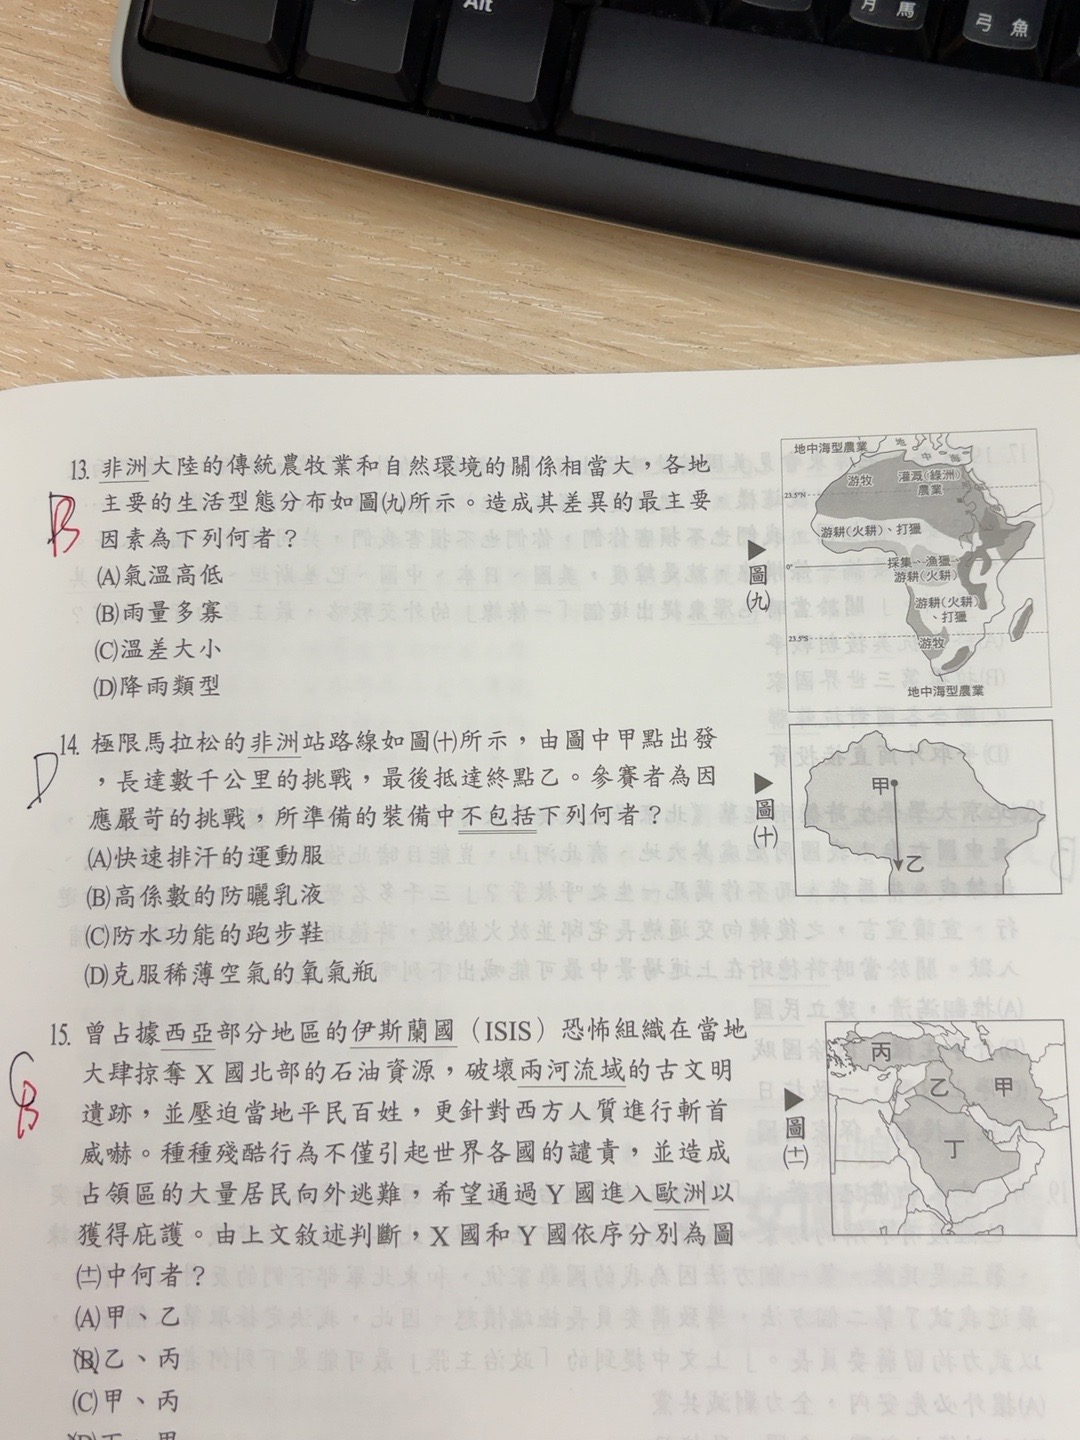 Alt
月 馬
弓 魚
13. 非洲大陸的傳統農牧業和自然環境的關係相當大，各地
主要的生活型態分布如圖(九)所示。造成其差異的最主要
因素為下列何者？
(A)氣溫高低
(B)雨量多寡
(C)溫差大小
(D)降雨類型
B
地中海型農業
地
中
海
游牧
灌溉(綠洲)
農業
23.5°N
游耕(火耕)、打獵
0°
採集、漁獵、
游耕(火耕)
游耕(火耕)
、打獵
23.5°S
游牧
地中海型農業
▶
圖
(九)
14. 極限馬拉松的非洲站路線如圖(十)所示，由圖中甲點出發
，長達數千公里的挑戰，最後抵達終點乙。參賽者為因
應嚴苛的挑戰，所準備的裝備中不包括下列何者？
(A)快速排汗的運動服
(B)高係數的防曬乳液
(C)防水功能的跑步鞋
(D)克服稀薄空氣的氧氣瓶
D
甲
乙
▶
圖
(十)
15. 曾占據西亞部分地區的伊斯蘭國（ISIS）恐怖組織在當地
大肆掠奪 X 國北部的石油資源，破壞兩河流域的古文明
遺跡，並壓迫當地平民百姓，更針對西方人質進行斬首
威嚇。種種殘酷行為不僅引起世界各國的譴責，並造成
占領區的大量居民向外逃難，希望通過 Y 國進入歐洲以
獲得庇護。由上文敘述判斷，X 國和 Y 國依序分別為圖
(十一)中何者？
(A)甲、乙
(B)乙、丙
(C)甲、丙
C
B
丙
乙
甲
丁
▶
圖
(十一)